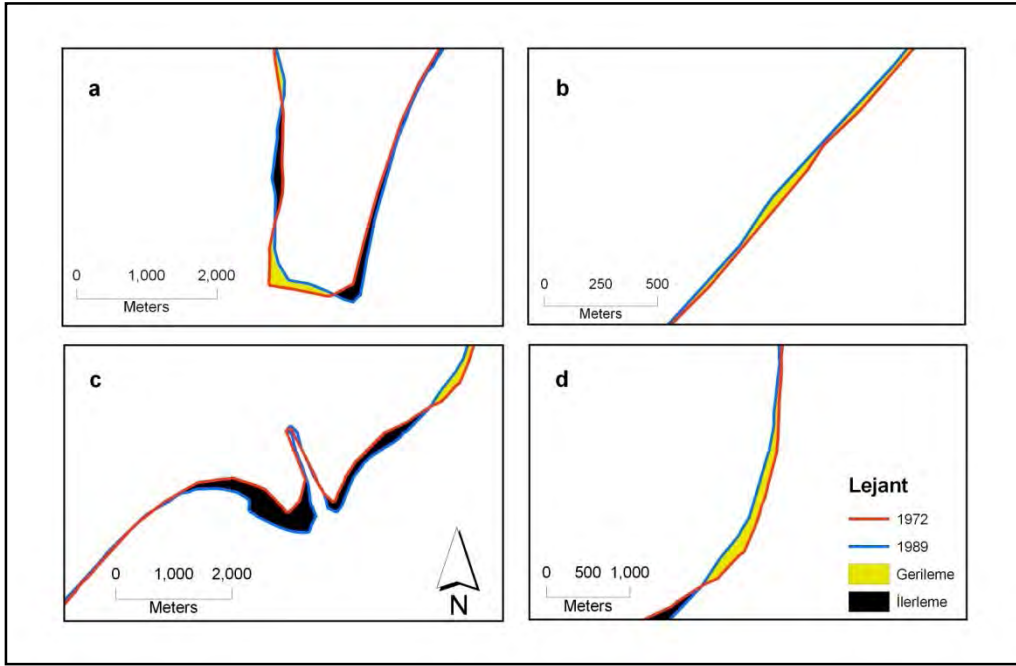 a
0 1,000 2,000
Meters
b
0 250 500
Meters
c
0 1,000 2,000
Meters
N
d
0 500 1,000
Meters
Lejant
1972
1989
Gerileme
İlerleme